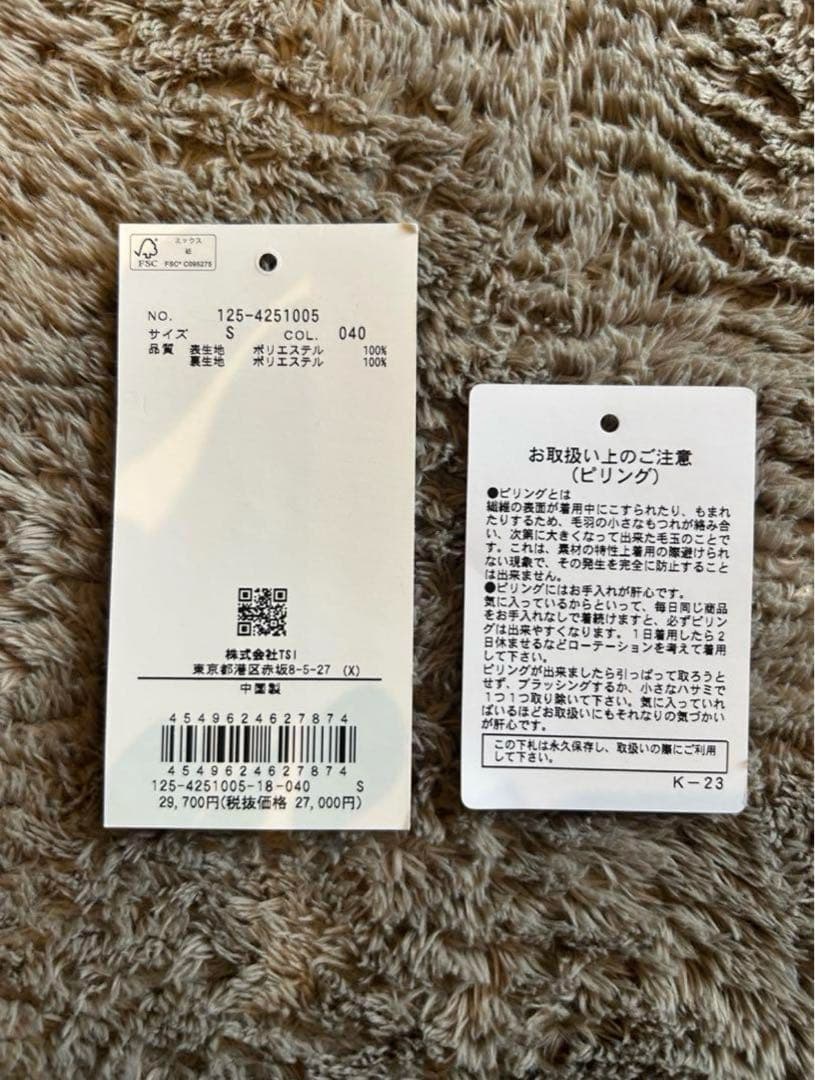 ミックス
紙
FSC
FSC® C095275
NO. 125-4251005
サイズ S COL. 040
品質 表生地 ポリエステル 100%
裏生地 ポリエステル 100%
株式会社TSI
東京都港区赤坂8-5-27 (X)
中国製
4549624627874
4549624627874
125-4251005-18-040 S
29,700円(税抜価格 27,000円)
お取扱い上のご注意
(ピリング)
●ピリングとは
繊維の表面が着用中にこすられたり、もまれ
たりするため、毛羽の小さなもつれが絡み合
い、次第に大きくなって出来た毛玉のことで
す。これは、素材の特性上着用の際避けられ
ない現象で、その発生を完全に防止すること
は出来ません。
●ピリングにはお手入れが肝心です。
気に入っているからといって、毎日同じ商品
をお手入れなしで着続けますと、必ずピリン
グは出来やすくなります。1日着用したら2
日休ませるなどローテーションを考えて着用
して下さい。
ピリングが出来ましたら引っぱって取ろうと
せず、ブラッシングするか、小さなハサミで
1つ1つ取り除いて下さい。気に入っていれ
ばいるほどお取扱いにもそれなりの気づかい
が肝心です。
この下札は永久保存し、取扱いの際にご利用
して下さい。
K-23